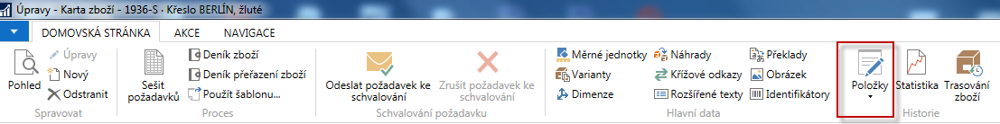 Úpravy - Karta zboží - 1936-S · Křeslo BERLÍN, žluté
DOMOVSKÁ STRÁNKA AKCE NAVIGACE
Pohled
Úpravy
Nový
Odstranit
Spravovat
Sešit požadavků
Deník zboží
Deník přeřazení zboží
Použít šablonu...
Proces
Odeslat požadavek ke schvalování
Zrušit požadavek ke schvalování
Schvalování požadavku
Měrné jednotky
Varianty
Dimenze
Náhrady
Křížové odkazy
Rozšířené texty
Překlady
Obrázek
Identifikátory
Hlavní data
Položky
Statistika
Trasování zboží
Historie